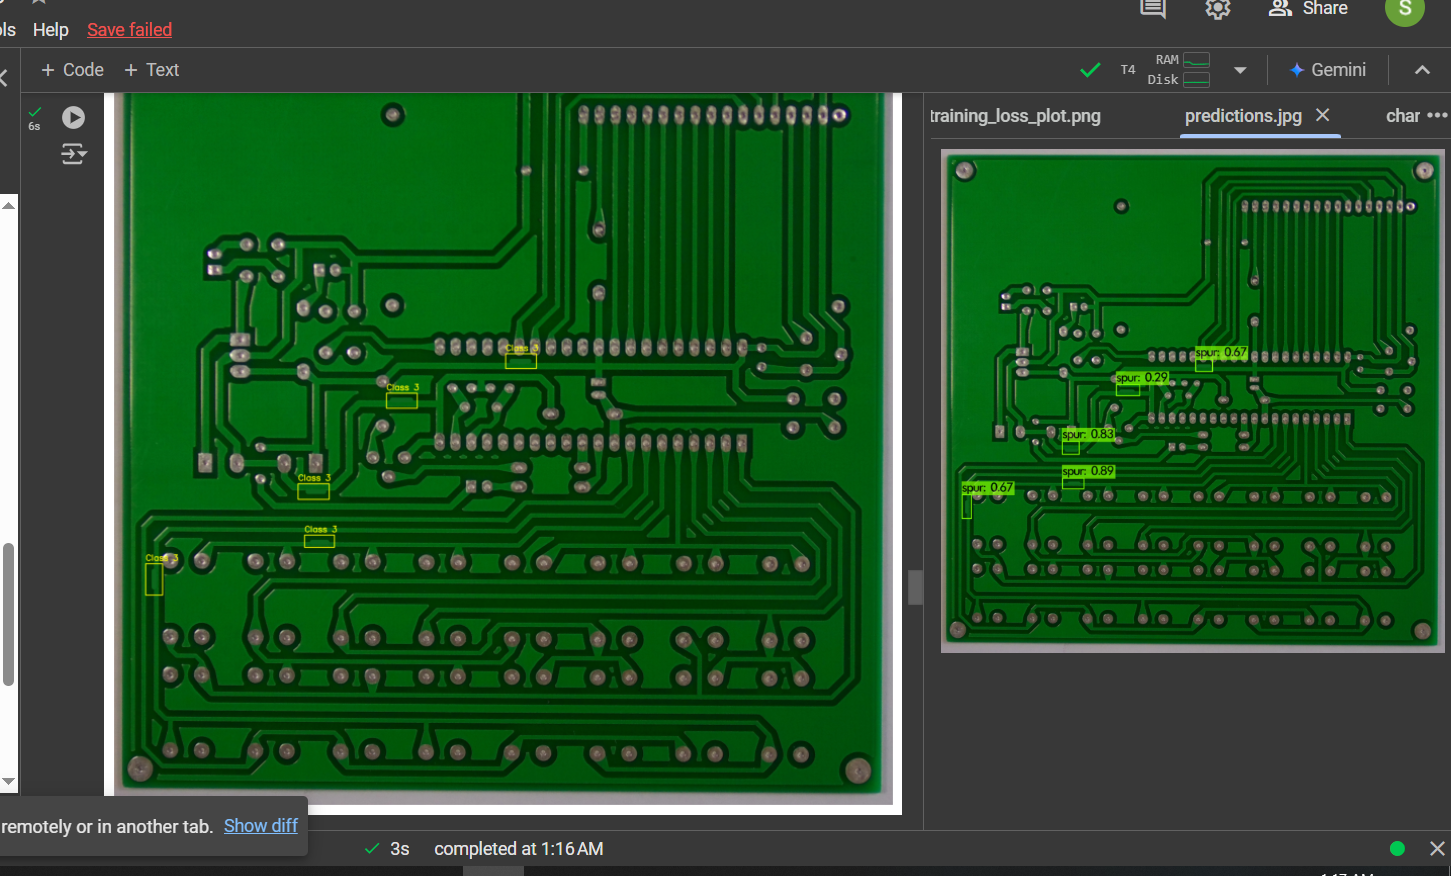 Help Save failed
Share
S
+ Code + Text
T4
RAM
Disk
Gemini
6s
training_loss_plot.png
predictions.jpg
char
Class 3
Class 3
Class 3
Class 3
Class 3
spur: 0.67
spur: 0.29
spur: 0.83
spur: 0.89
spur: 0.67
remotely or in another tab. Show diff
3s completed at 1:16 AM